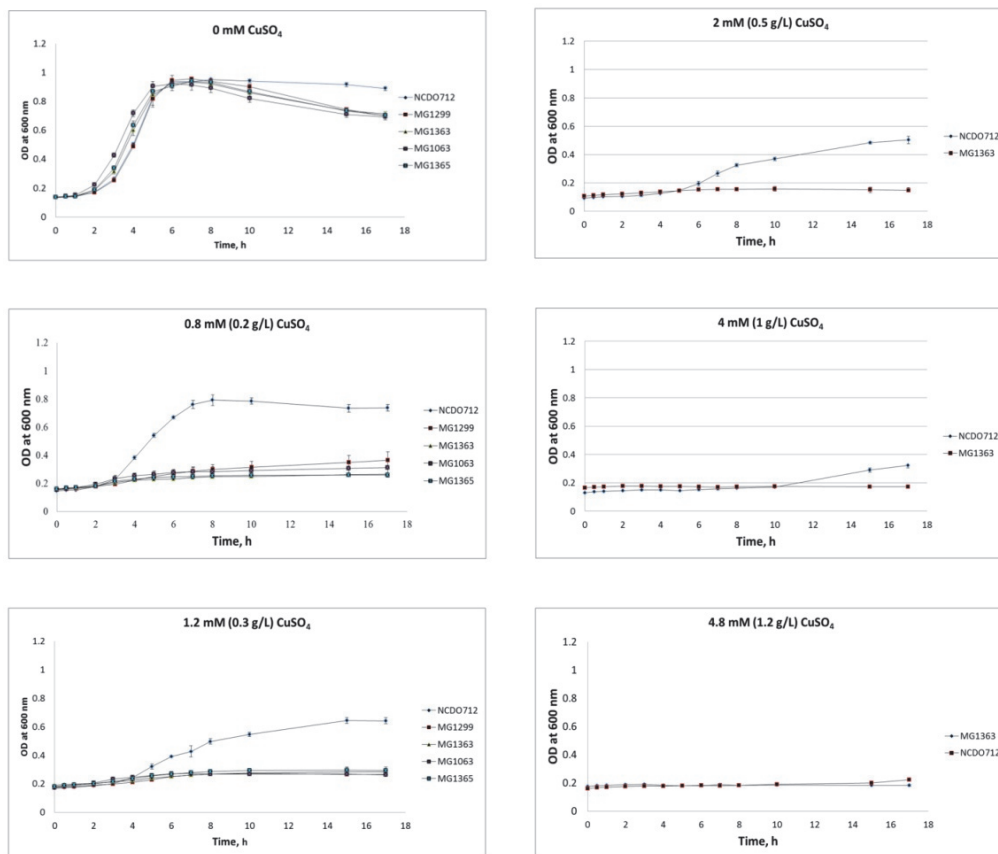 0 mM CuSO₄
OD at 600 nm
1.2
1
0.8
0.6
0.4
0.2
0
0 2 4 6 8 10 12 14 16 18
Time, h
NCDO712
MG1299
MG1363
MG1063
MG1365
2 mM (0.5 g/L) CuSO₄
OD at 600 nm
1.2
1
0.8
0.6
0.4
0.2
0
0 2 4 6 8 10 12 14 16 18
Time, h
NCDO712
MG1363
0.8 mM (0.2 g/L) CuSO₄
OD at 600 nm
1.2
1
0.8
0.6
0.4
0.2
0
0 2 4 6 8 10 12 14 16 18
Time, h
NCDO712
MG1299
MG1363
MG1063
MG1365
4 mM (1 g/L) CuSO₄
OD at 600 nm
1.2
1
0.8
0.6
0.4
0.2
0
0 2 4 6 8 10 12 14 16 18
Time, h
NCDO712
MG1363
1.2 mM (0.3 g/L) CuSO₄
OD at 600 nm
1.2
1
0.8
0.6
0.4
0.2
0
0 2 4 6 8 10 12 14 16 18
Time, h
NCDO712
MG1299
MG1363
MG1063
MG1365
4.8 mM (1.2 g/L) CuSO₄
OD at 600 nm
1.2
1
0.8
0.6
0.4
0.2
0
0 2 4 6 8 10 12 14 16 18
Time, h
MG1363
NCDO712